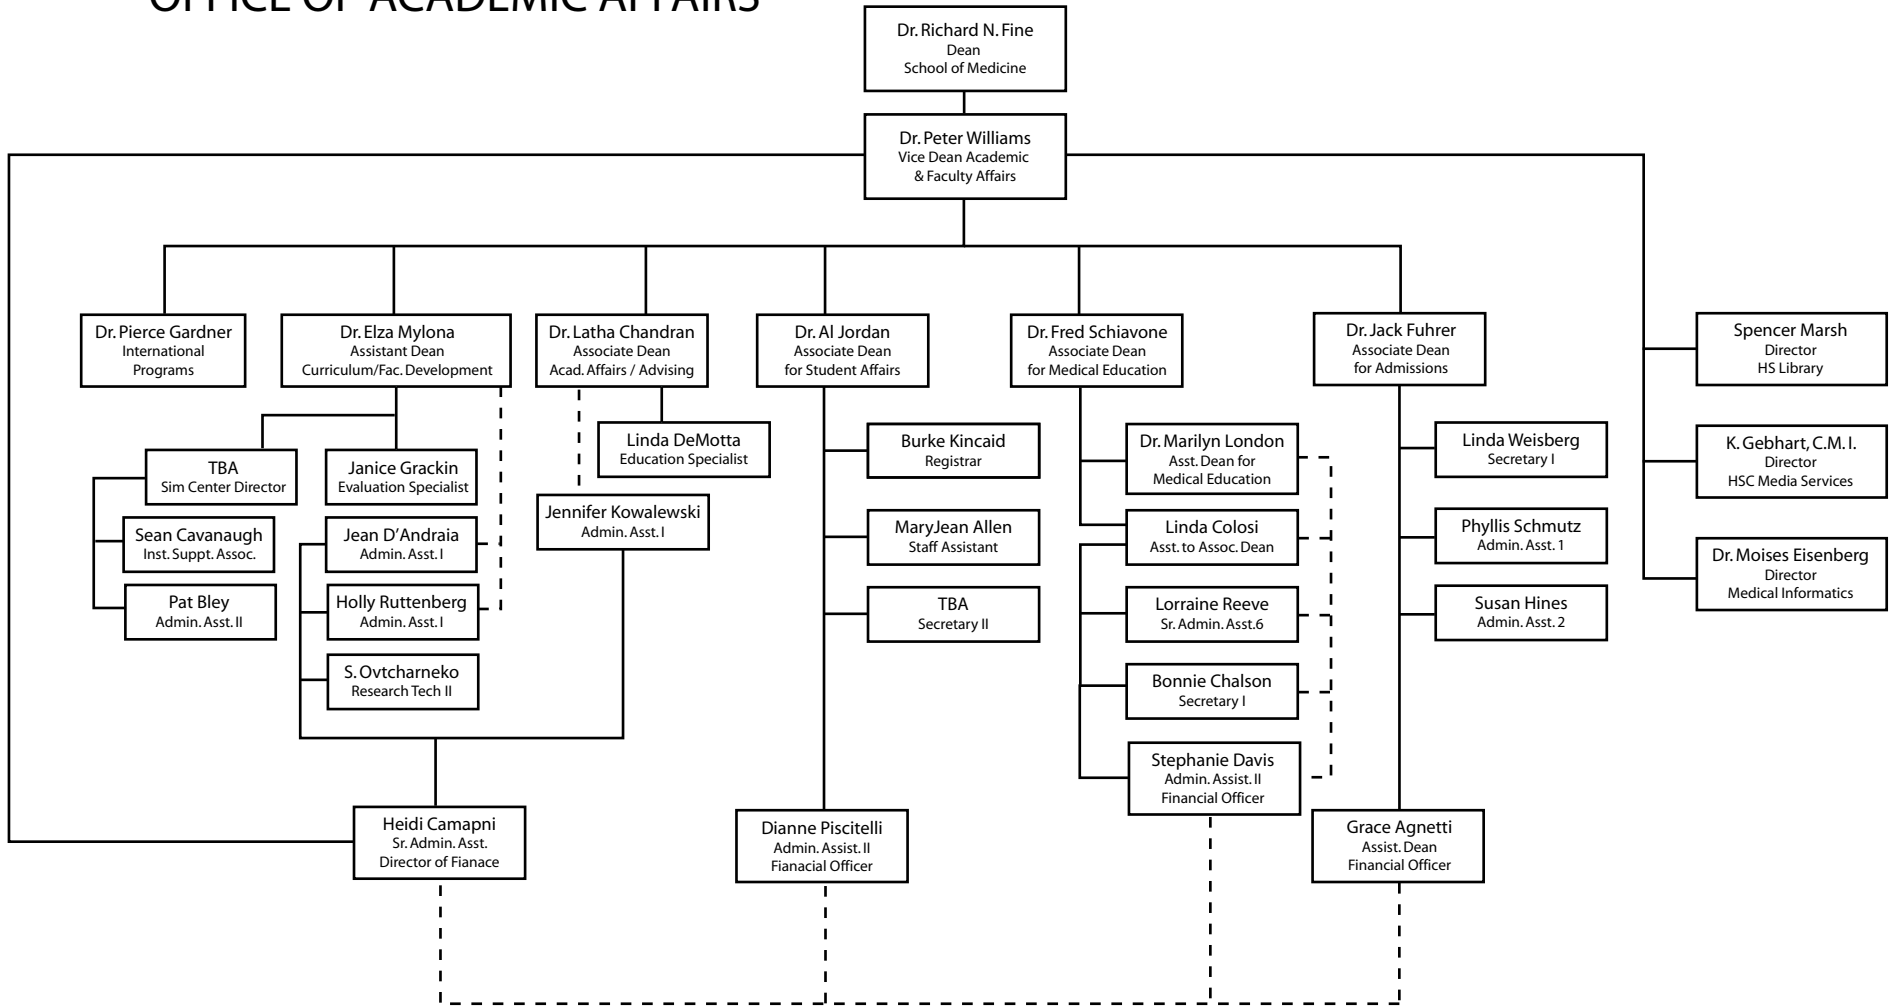 OFFICE OF ACADEMIC AFFAIRS
Dr. Richard N. Fine
Dean
School of Medicine
Dr. Peter Williams
Vice Dean Academic
& Faculty Affairs
Dr. Pierce Gardner
International
Programs
Dr. Elza Mylona
Assistant Dean
Curriculum/Fac. Development
Dr. Latha Chandran
Associate Dean
Acad. Affairs / Advising
Dr. Al Jordan
Associate Dean
for Student Affairs
Dr. Fred Schiavone
Associate Dean
for Medical Education
Dr. Jack Fuhrer
Associate Dean
for Admissions
Spencer Marsh
Director
HS Library
TBA
Sim Center Director
Sean Cavanaugh
Inst. Suppt. Assoc.
Pat Bley
Admin. Asst. II
Janice Grackin
Evaluation Specialist
Jean D’Andraia
Admin. Asst. I
Holly Ruttenberg
Admin. Asst. I
S. Ovtcharneko
Research Tech II
Linda DeMotta
Education Specialist
Jennifer Kowalewski
Admin. Asst. I
Burke Kincaid
Registrar
MaryJean Allen
Staff Assistant
TBA
Secretary II
Dr. Marilyn London
Asst. Dean for
Medical Education
Linda Colosi
Asst. to Assoc. Dean
Lorraine Reeve
Sr. Admin. Asst.6
Bonnie Chalson
Secretary I
Stephanie Davis
Admin. Assist. II
Financial Officer
Linda Weisberg
Secretary I
Phyllis Schmutz
Admin. Asst. 1
Susan Hines
Admin. Asst. 2
K. Gebhart, C.M. I.
Director
HSC Media Services
Dr. Moises Eisenberg
Director
Medical Informatics
Heidi Camapni
Sr. Admin. Asst.
Director of Fianace
Dianne Piscitelli
Admin. Assist. II
Fianacial Officer
Grace Agnetti
Assist. Dean
Financial Officer